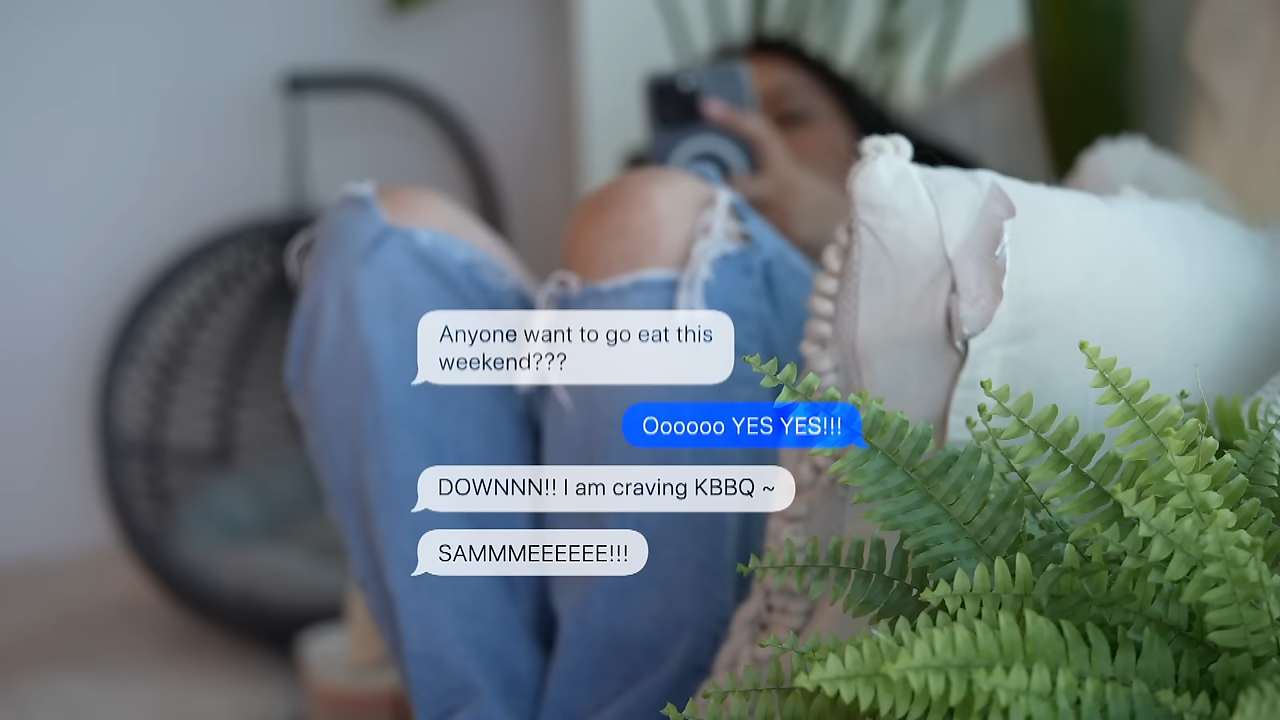 Anyone want to go eat this
weekend???
Oooooo YES YES!!!
DOWNNN!! I am craving KBBQ ~
SAMMMEEEEEE!!!